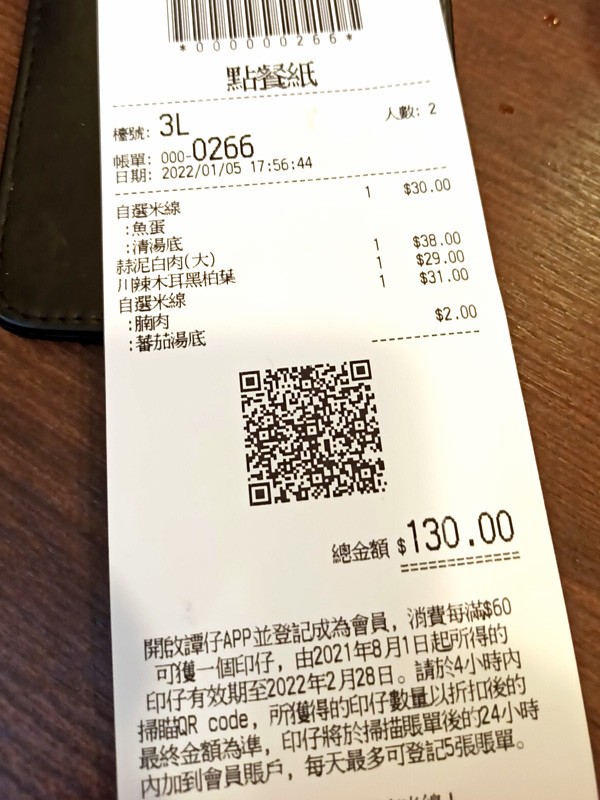 *000000266*
點餐紙
檯號: 3L 人數: 2
帳單: 000-0266
日期: 2022/01/05 17:56:44
自選米線 1 $30.00
:魚蛋
:清湯底
蒜泥白肉(大) 1 $38.00
川辣木耳黑柏葉 1 $29.00
自選米線 1 $31.00
:腩肉
:蕃茄湯底 $2.00
總金額 $130.00
開啟譚仔APP並登記成為會員, 消費每滿$60
可獲一個印仔, 由2021年8月1日起所得的
印仔有效期至2022年2月28日。請於4小時內
掃瞄QR code, 所獲得的印仔數量以折扣後的
最終金額為準, 印仔將於掃描賬單後的24小時
內加到會員賬戶, 每天最多可登記5張賬單。